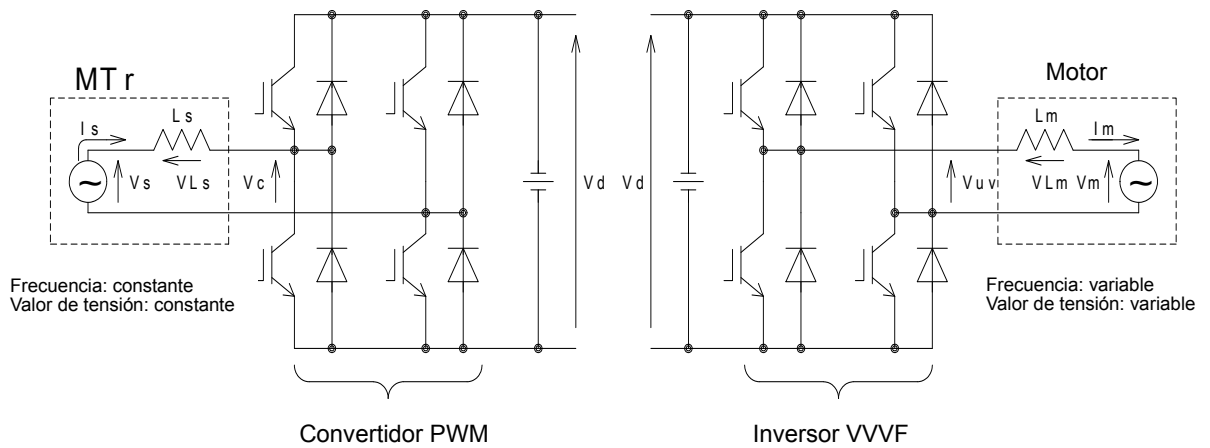 MTr
Ls
Is
Vs
VLs
Vc
Vd
Vd
Motor
Lm
Im
Vuv
VLm
Vm
Frecuencia: constante
Valor de tensión: constante
Frecuencia: variable
Valor de tensión: variable
Convertidor PWM
Inversor VVVF